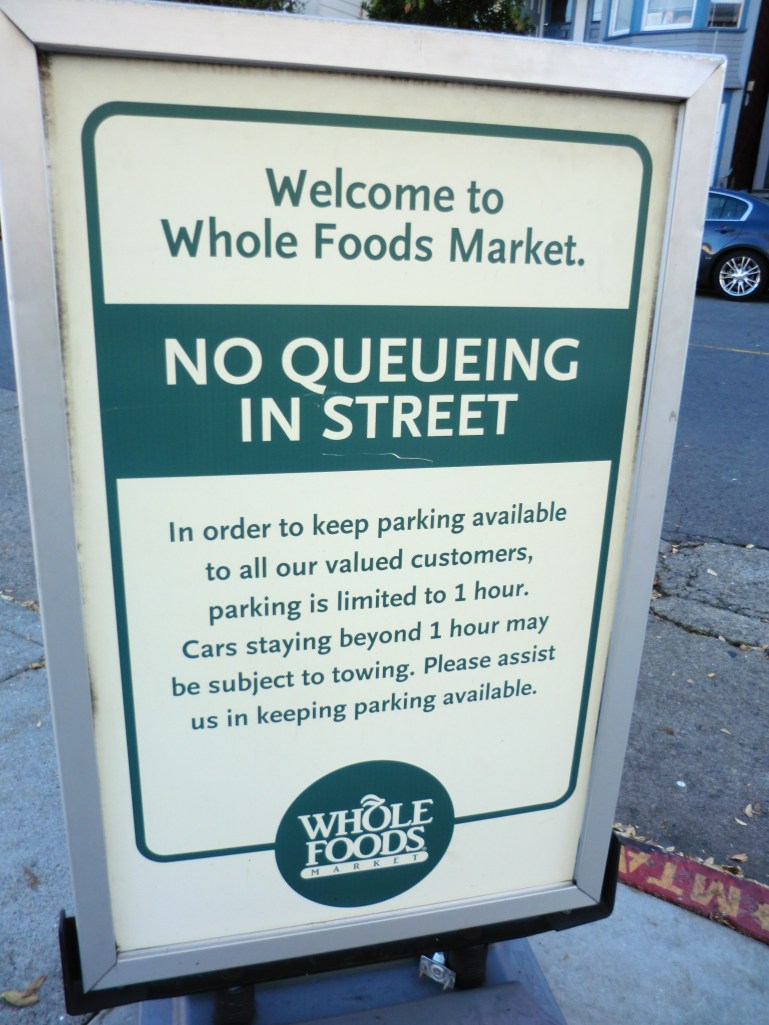 Welcome to
Whole Foods Market.
NO QUEUEING
IN STREET
In order to keep parking available
to all our valued customers,
parking is limited to 1 hour.
Cars staying beyond 1 hour may
be subject to towing. Please assist
us in keeping parking available.
WHOLE
FOODS
MARKET
MTA